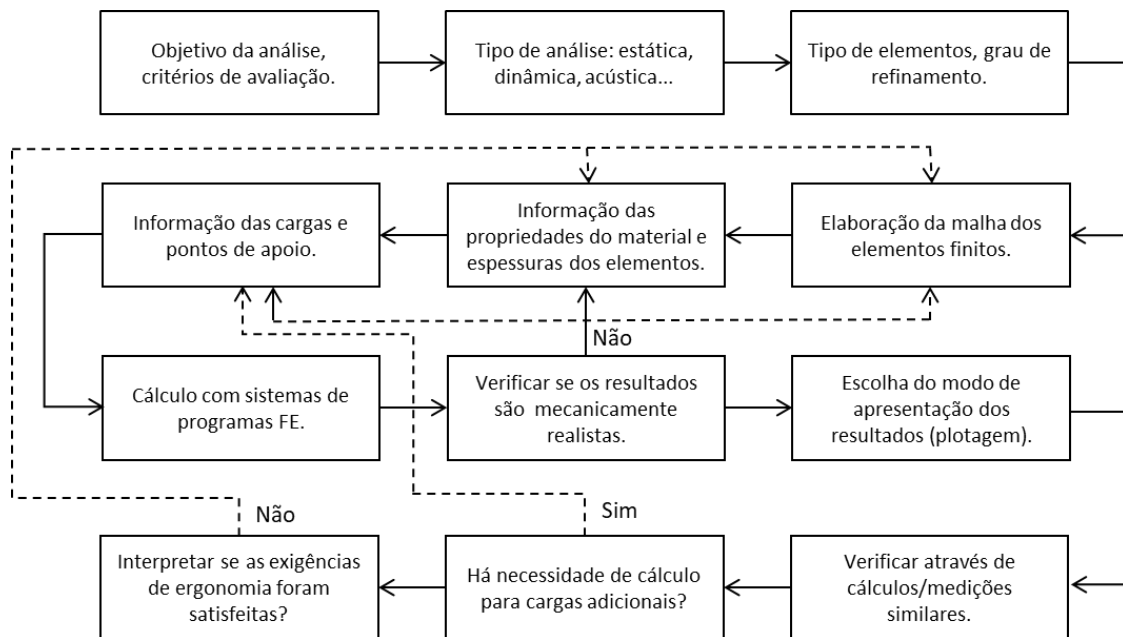 Objetivo da análise,
critérios de avaliação.
Tipo de análise: estática,
dinâmica, acústica...
Tipo de elementos, grau de
refinamento.
Informação das cargas e
pontos de apoio.
Informação das
propriedades do material e
espessuras dos elementos.
Elaboração da malha dos
elementos finitos.
Não
Cálculo com sistemas de
programas FE.
Verificar se os resultados
são mecanicamente
realistas.
Escolha do modo de
apresentação dos
resultados (plotagem).
Não
Sim
Interpretar se as exigências
de ergonomia foram
satisfeitas?
Há necessidade de cálculo
para cargas adicionais?
Verificar através de
cálculos/medições
similares.